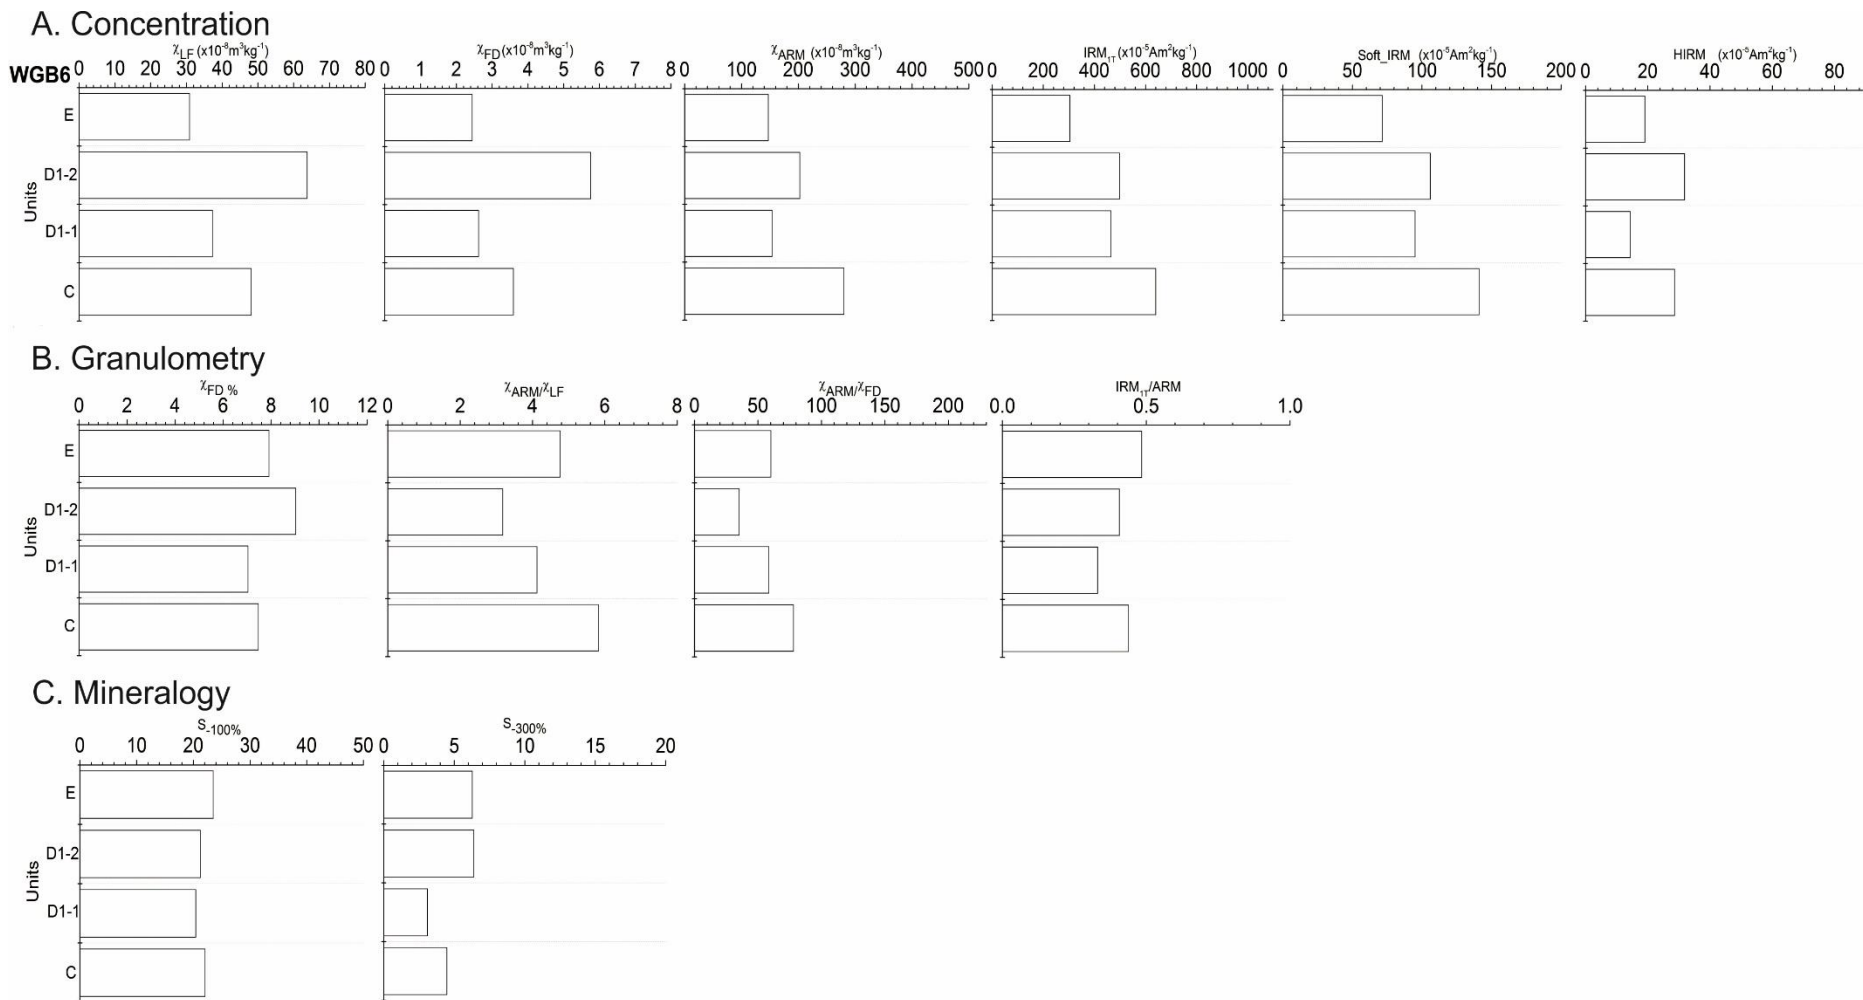 A. Concentration
χLF (x10⁻⁸m³kg⁻¹) χFD (x10⁻⁸m³kg⁻¹) χARM (x10⁻⁸m³kg⁻¹) IRM1T (x10⁻⁵Am²kg⁻¹) Soft_IRM (x10⁻⁵Am²kg⁻¹) HIRM (x10⁻⁵Am²kg⁻¹)
WGB6 0 10 20 30 40 50 60 70 80 0 1 2 3 4 5 6 7 8 0 100 200 300 400 500 0 200 400 600 800 1000 0 50 100 150 200 0 20 40 60 80
E
D1-2
Units
D1-1
C
B. Granulometry
χFD % χARM/χLF χARM/χFD IRM1T/ARM
0 2 4 6 8 10 12 0 2 4 6 8 0 50 100 150 200 0.0 0.5 1.0
E
D1-2
Units
D1-1
C
C. Mineralogy
S-100% S-300%
0 10 20 30 40 50 0 5 10 15 20
E
D1-2
Units
D1-1
C